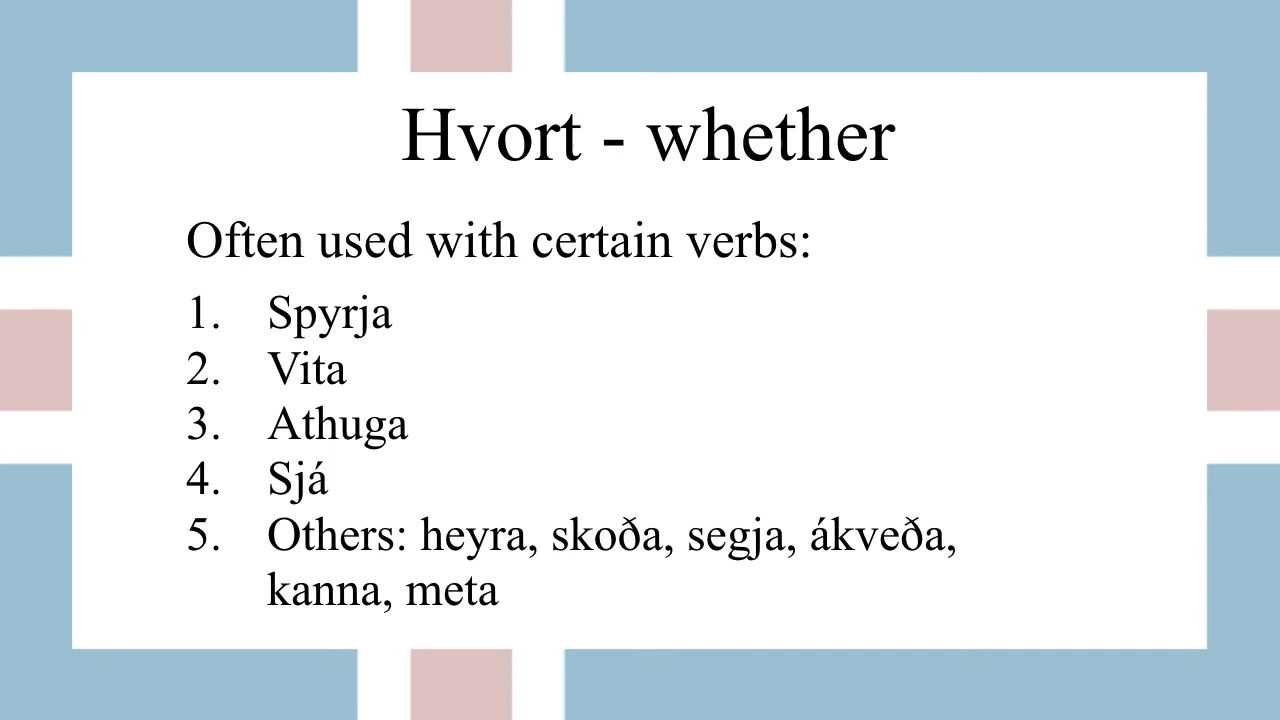 Hvort - whether
Often used with certain verbs:
1. Spyrja
2. Vita
3. Athuga
4. Sjá
5. Others: heyra, skoða, segja, ákveða,
kanna, meta